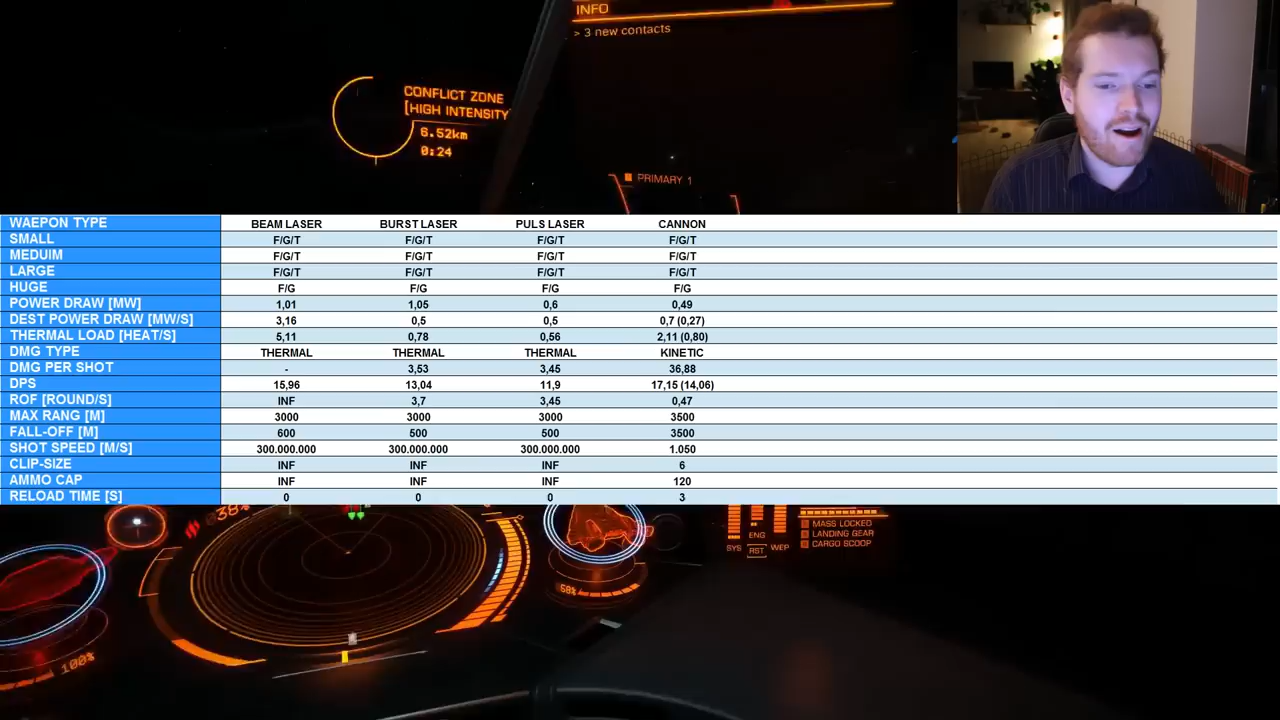 INFO
> 3 new contacts
CONFLICT ZONE
[HIGH INTENSITY
6.52km
0:24
PRIMARY 1
WAEPON TYPE BEAM LASER BURST LASER PULS LASER CANNON
SMALL F/G/T F/G/T F/G/T F/G/T
MEDUIM F/G/T F/G/T F/G/T F/G/T
LARGE F/G/T F/G/T F/G/T F/G/T
HUGE F/G F/G F/G F/G
POWER DRAW [MW] 1,01 1,05 0,6 0,49
DEST POWER DRAW [MW/S] 3,16 0,5 0,5 0,7 (0,27)
THERMAL LOAD [HEAT/S] 5,11 0,78 0,56 2,11 (0,80)
DMG TYPE THERMAL THERMAL THERMAL KINETIC
DMG PER SHOT - 3,53 3,45 36,88
DPS 15,96 13,04 11,9 17,15 (14,06)
ROF [ROUND/S] INF 3,7 3,45 0,47
MAX RANG [M] 3000 3000 3000 3500
FALL-OFF [M] 600 500 500 3500
SHOT SPEED [M/S] 300.000.000 300.000.000 300.000.000 1.050
CLIP-SIZE INF INF INF 6
AMMO CAP INF INF INF 120
RELOAD TIME [S] 0 0 0 3
38%
MASS LOCKED
LANDING GEAR
CARGO SCOOP
ENG
SYS RST WEP
58%
100%